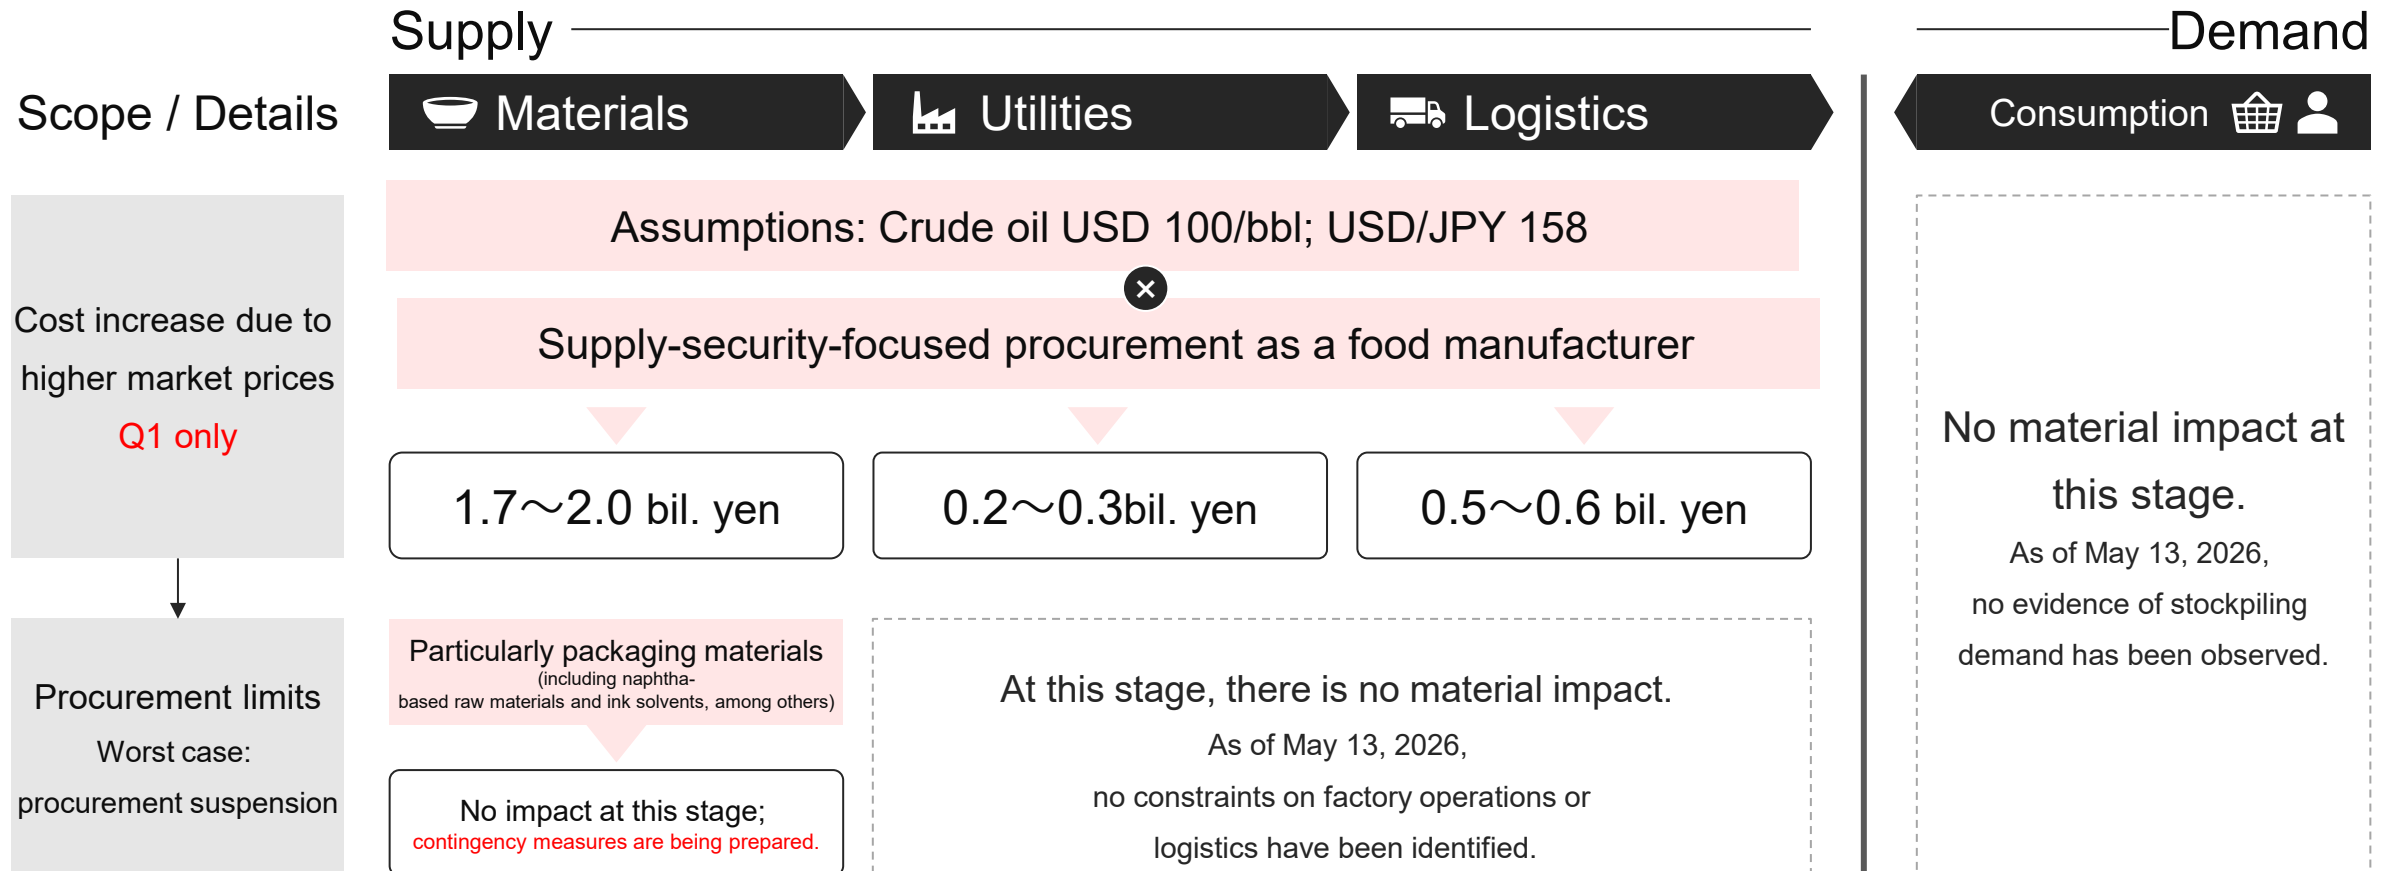 Supply
Demand
Scope / Details
Materials
Utilities
Logistics
Consumption
Assumptions: Crude oil USD 100/bbl; USD/JPY 158
Supply-security-focused procurement as a food manufacturer
Cost increase due to
higher market prices
Q1 only
1.7～2.0 bil. yen
0.2～0.3bil. yen
0.5～0.6 bil. yen
No material impact at
this stage.
As of May 13, 2026,
no evidence of stockpiling
demand has been observed.
Procurement limits
Worst case:
procurement suspension
Particularly packaging materials
(including naphtha-
based raw materials and ink solvents, among others)
No impact at this stage;
contingency measures are being prepared.
At this stage, there is no material impact.
As of May 13, 2026,
no constraints on factory operations or
logistics have been identified.